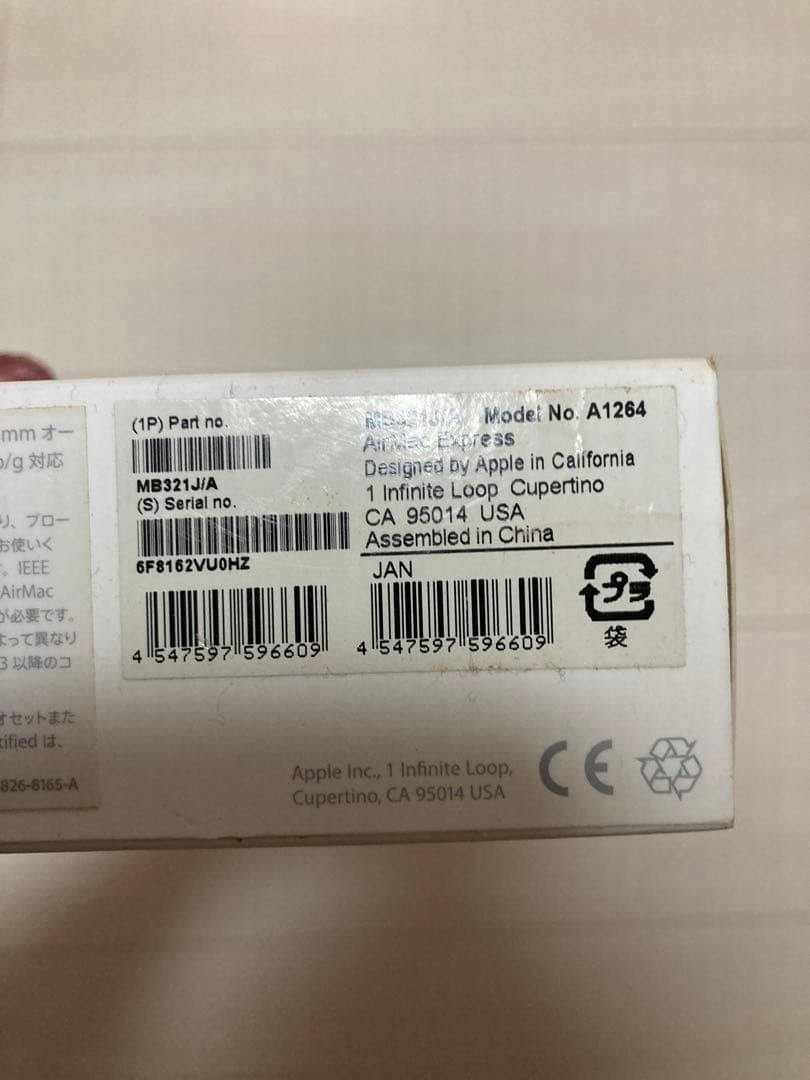 mm オー
b/g 対応
り、ブロー
お使いく
。IEEE
AirMac
が必要です。
よって異なり
3 以降のコ
オセットまた
tified は、
826-8165-A
(1P) Part no.
MB321J/A
(S) Serial no.
6F8162VU0HZ
4 547597 596609
MB321J/A Model No. A1264
AirMac Express
Designed by Apple in California
1 Infinite Loop Cupertino
CA 95014 USA
Assembled in China
JAN
4 547597 596609
プラ
袋
Apple Inc., 1 Infinite Loop,
Cupertino, CA 95014 USA
CE